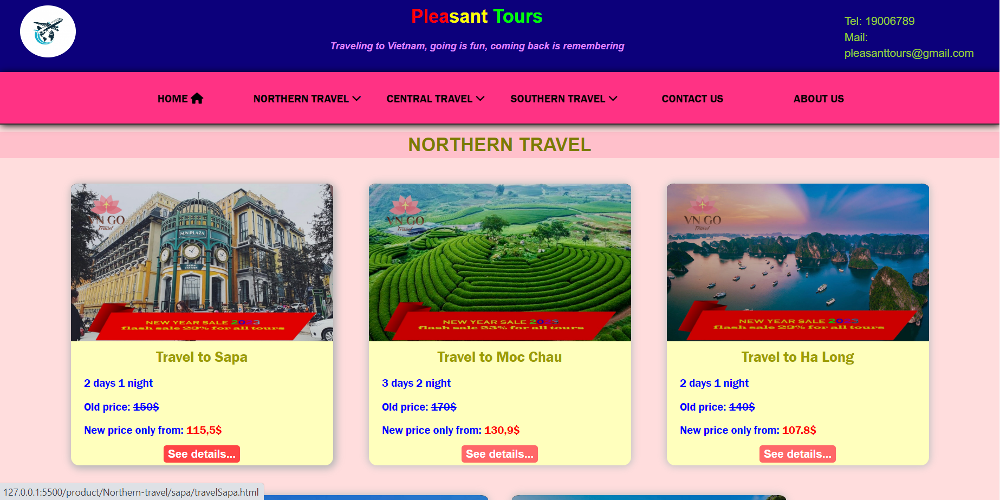 Pleasant Tours
Traveling to Vietnam, going is fun, coming back is remembering
Tel: 19006789
Mail:
pleasanttours@gmail.com
HOME
NORTHERN TRAVEL
CENTRAL TRAVEL
SOUTHERN TRAVEL
CONTACT US
ABOUT US
NORTHERN TRAVEL
VN GO
Travel
SUN PLAZA
SAPA
STATION
NEW YEAR SALE 2023
flash sale 23% for all tours
Travel to Sapa
2 days 1 night
Old price: 150$
New price only from: 115,5$
See details...
VN GO
Travel
NEW YEAR SALE 2023
flash sale 23% for all tours
Travel to Moc Chau
3 days 2 night
Old price: 170$
New price only from: 130,9$
See details...
VN GO
Travel
NEW YEAR SALE 2023
flash sale 23% for all tours
Travel to Ha Long
2 days 1 night
Old price: 140$
New price only from: 107.8$
See details...
127.0.0.1:5500/product/Northern-travel/sapa/travelSapa.html